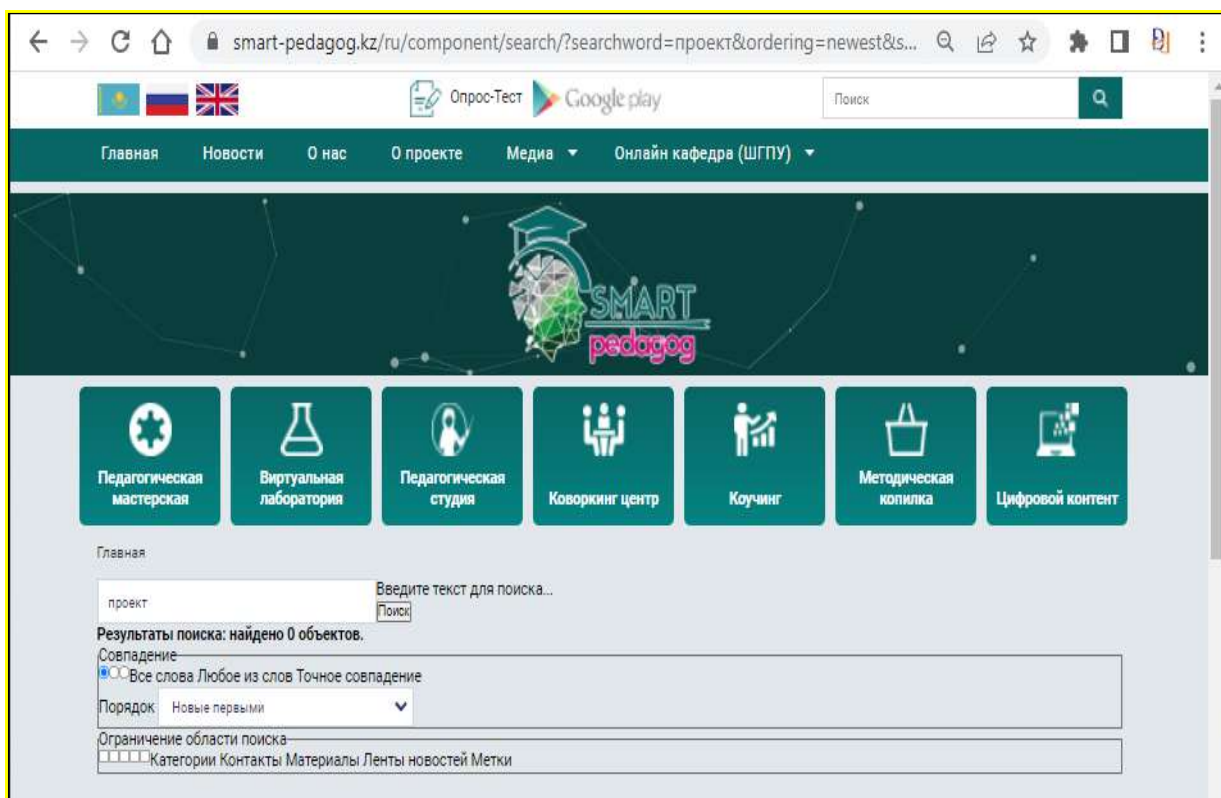 smart-pedagog.kz/ru/component/search/?searchword=проект&ordering=newest&s...
Опрос-Тест Google play Поиск
Главная Новости О нас О проекте Медиа Онлайн кафедра (ШГПУ)
SMART
pedagog
Педагогическая мастерская
Виртуальная лаборатория
Педагогическая студия
Коворкинг центр
Коучинг
Методическая копилка
Цифровой контент
Главная
проект Введите текст для поиска...
Поиск
Результаты поиска: найдено 0 объектов.
Совпадение
Все слова Любое из слов Точное совпадение
Порядок Новые первыми
Ограничение области поиска
Категории Контакты Материалы Ленты новостей Метки